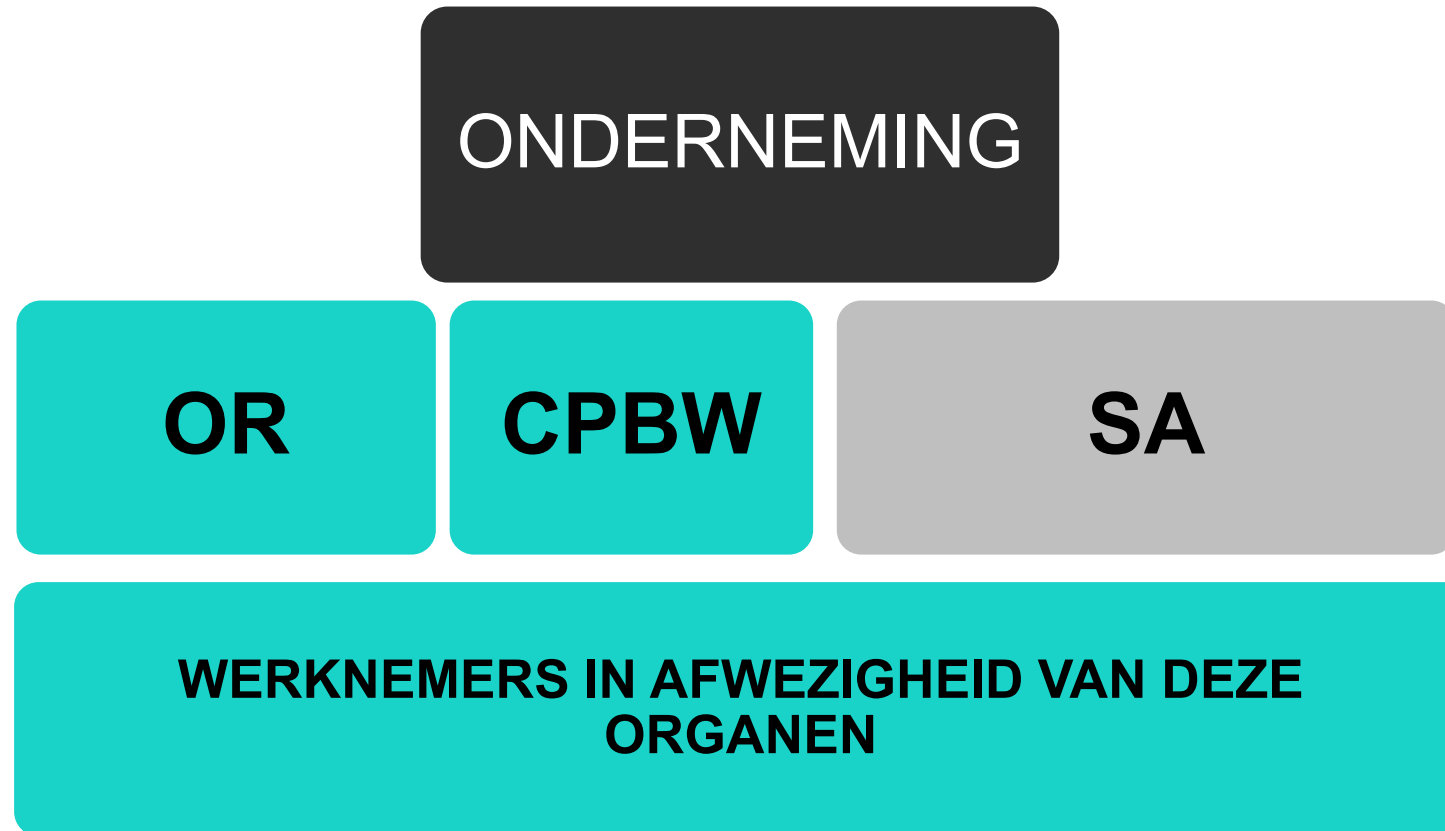 ONDERNEMING
OR
CPBW
SA
WERKNEMERS IN AFWEZIGHEID VAN DEZE
ORGANEN